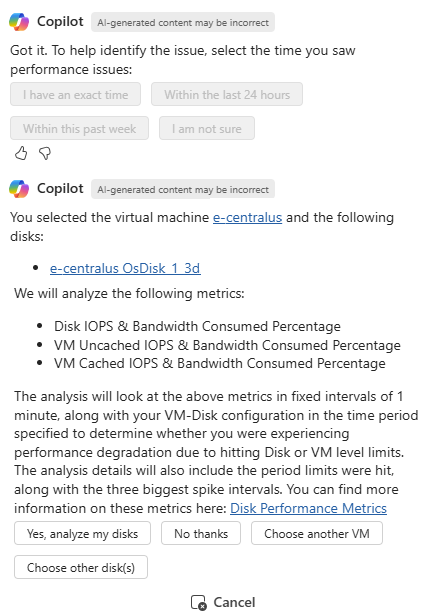 Copilot AI-generated content may be incorrect
Got it. To help identify the issue, select the time you saw
performance issues:
I have an exact time Within the last 24 hours
Within this past week I am not sure
Copilot AI-generated content may be incorrect
You selected the virtual machine e-centralus and the following
disks:
• e-centralus OsDisk 1 3d
We will analyze the following metrics:
• Disk IOPS & Bandwidth Consumed Percentage
• VM Uncached IOPS & Bandwidth Consumed Percentage
• VM Cached IOPS & Bandwidth Consumed Percentage
The analysis will look at the above metrics in fixed intervals of 1
minute, along with your VM-Disk configuration in the time period
specified to determine whether you were experiencing
performance degradation due to hitting Disk or VM level limits.
The analysis details will also include the period limits were hit,
along with the three biggest spike intervals. You can find more
information on these metrics here: Disk Performance Metrics
Yes, analyze my disks No thanks Choose another VM
Choose other disk(s)
Cancel